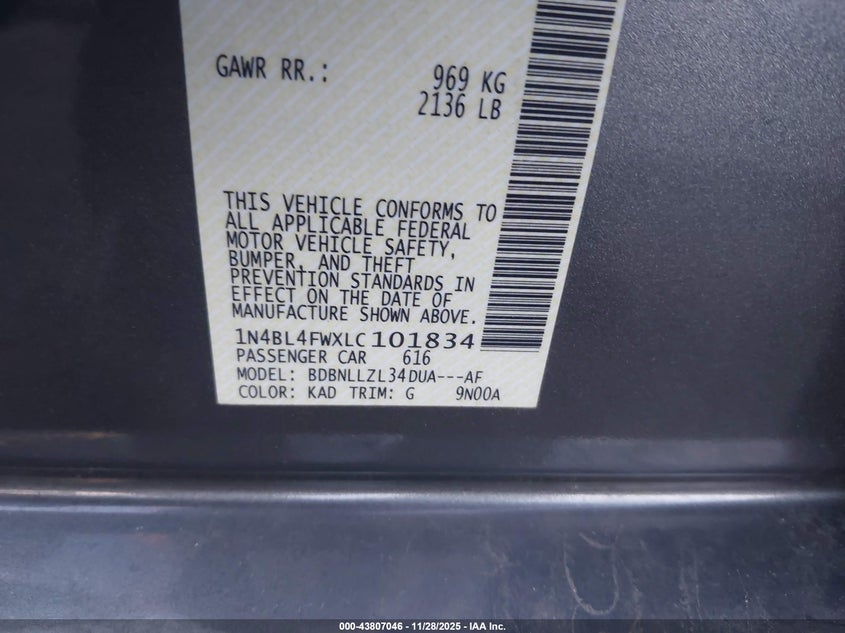 GAWR RR.: 969 KG
2136 LB
THIS VEHICLE CONFORMS TO
ALL APPLICABLE FEDERAL
MOTOR VEHICLE SAFETY,
BUMPER, AND THEFT
PREVENTION STANDARDS IN
EFFECT ON THE DATE OF
MANUFACTURE SHOWN ABOVE.
1N4BL4FWXLC101834
PASSENGER CAR 616
MODEL: BDBNLLZL34DUA---AF
COLOR: KAD TRIM: G 9N00A
000-43807046 | 11/28/2025 - IAA Inc.